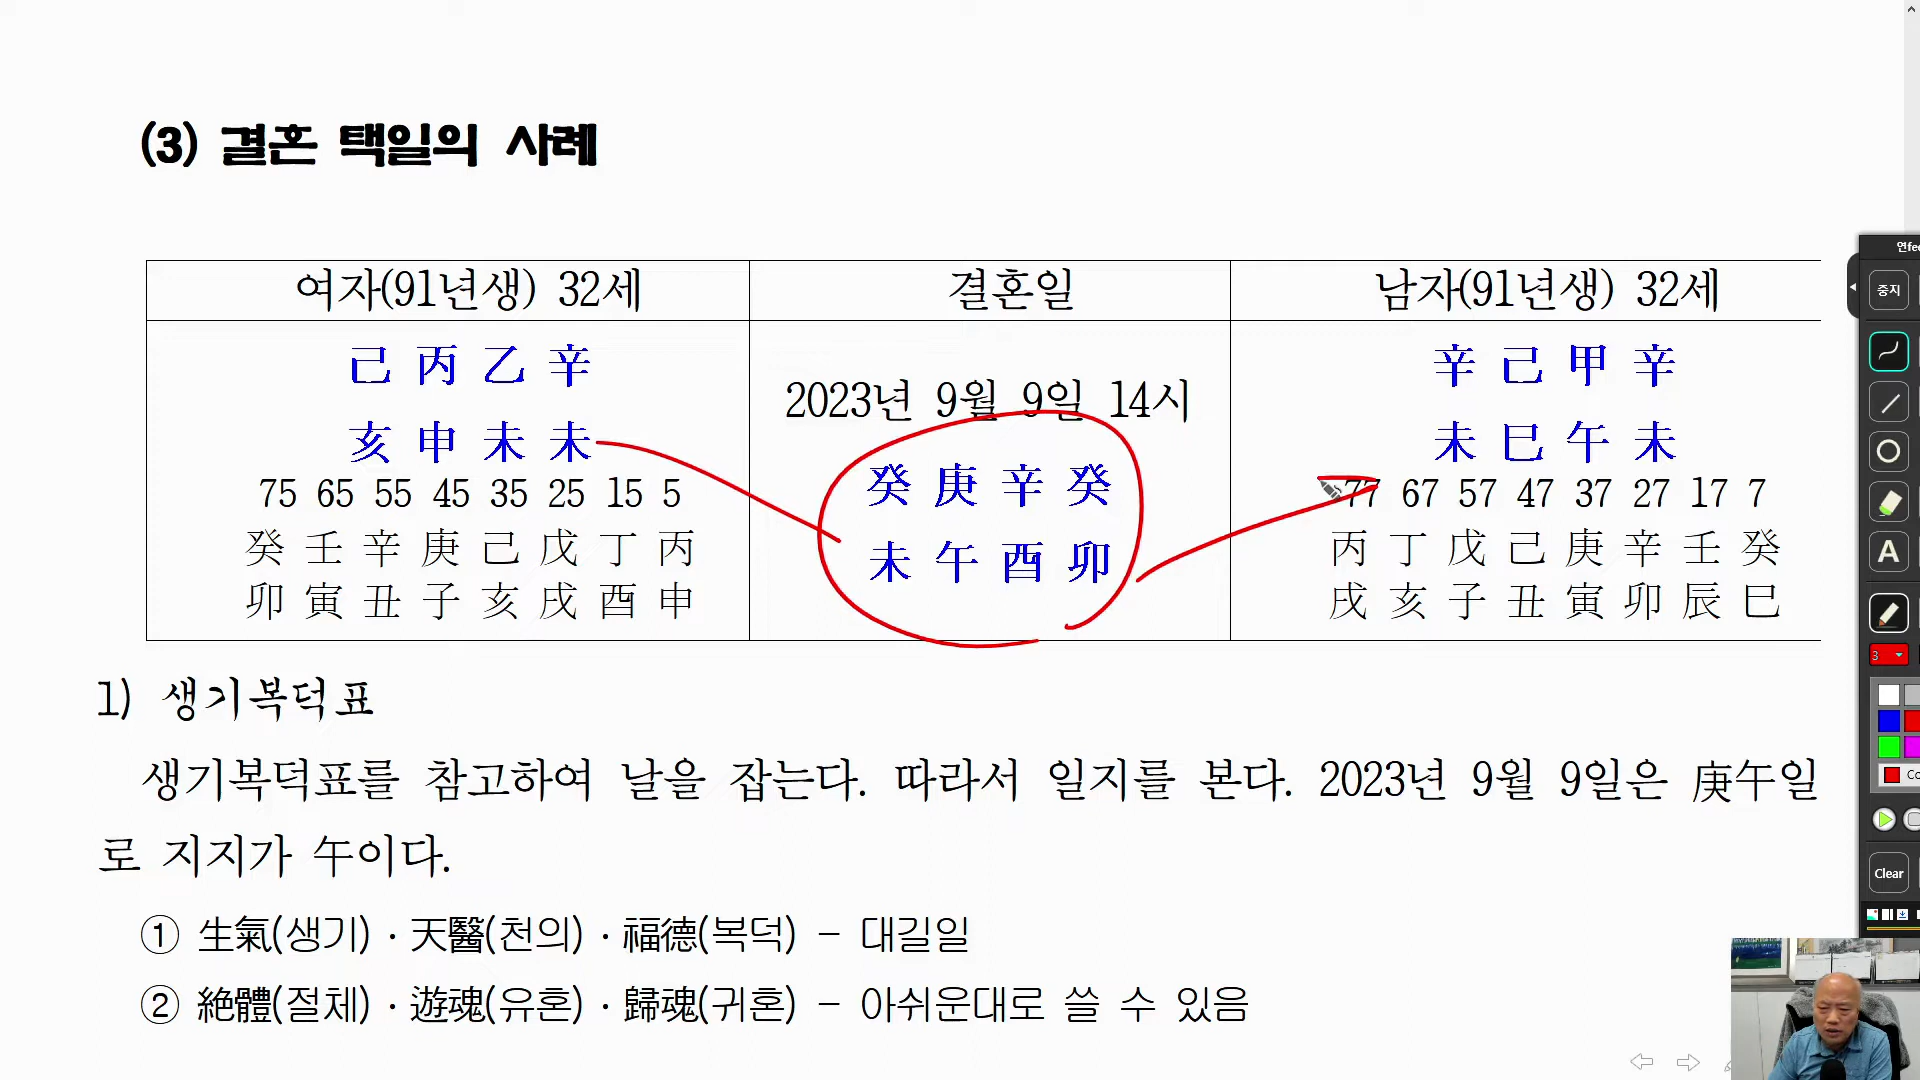 (3) 결혼 택일의 사례
여자(91년생) 32세 결혼일 남자(91년생) 32세
己 丙 乙 辛
亥 申 未 未
75 65 55 45 35 25 15 5
癸 壬 辛 庚 己 戊 丁 丙
卯 寅 丑 子 亥 戌 酉 申
2023년 9월 9일 14시
癸 庚 辛 癸
未 午 酉 卯
辛 己 甲 辛
未 巳 午 未
77 67 57 47 37 27 17 7
丙 丁 戊 己 庚 辛 壬 癸
戌 亥 子 丑 寅 卯 辰 巳
1) 생기복덕표
생기복덕표를 참고하여 날을 잡는다. 따라서 일지를 본다. 2023년 9월 9일은 庚午일
로 지지가 午이다.
① 生氣(생기)·天醫(천의)·福德(복덕) - 대길일
② 絶體(절체)·遊魂(유혼)·歸魂(귀혼) - 아쉬운대로 쓸 수 있음
중지
A
3
Clear